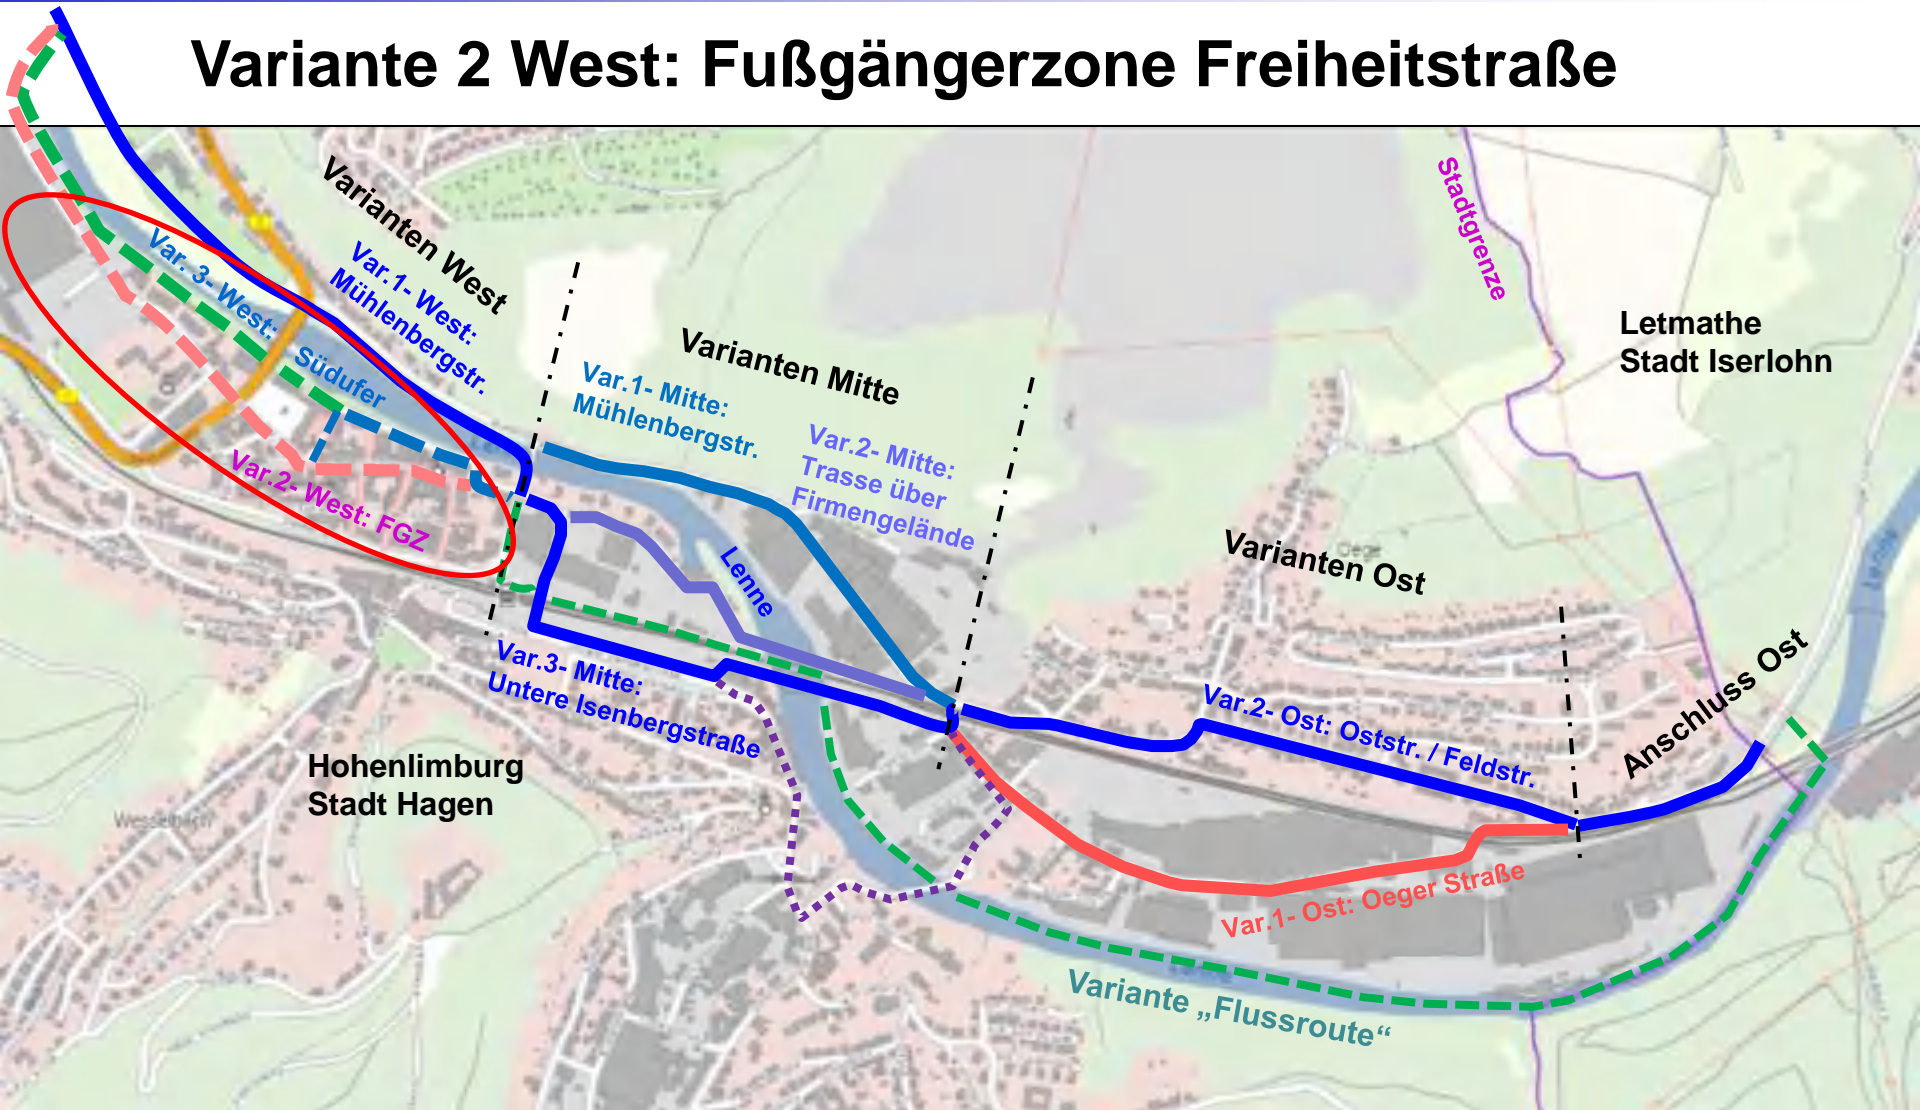 Variante 2 West: Fußgängerzone Freiheitstraße
Varianten West
Var.1- West:
Mühlenbergstr.
Var. 3- West:
Südufer
Var.2- West: FGZ
Varianten Mitte
Var.1- Mitte:
Mühlenbergstr.
Var.2- Mitte:
Trasse über
Firmengelände
Lenne
Var.3- Mitte:
Untere Isenbergstraße
Stadtgrenze
Letmathe
Stadt Iserlohn
Oege
Varianten Ost
Var.2- Ost: Oststr. / Feldstr.
Anschluss Ost
Var.1- Ost: Oeger Straße
Variante „Flussroute“
Hohenlimburg
Stadt Hagen
Wesselbach
Lenne